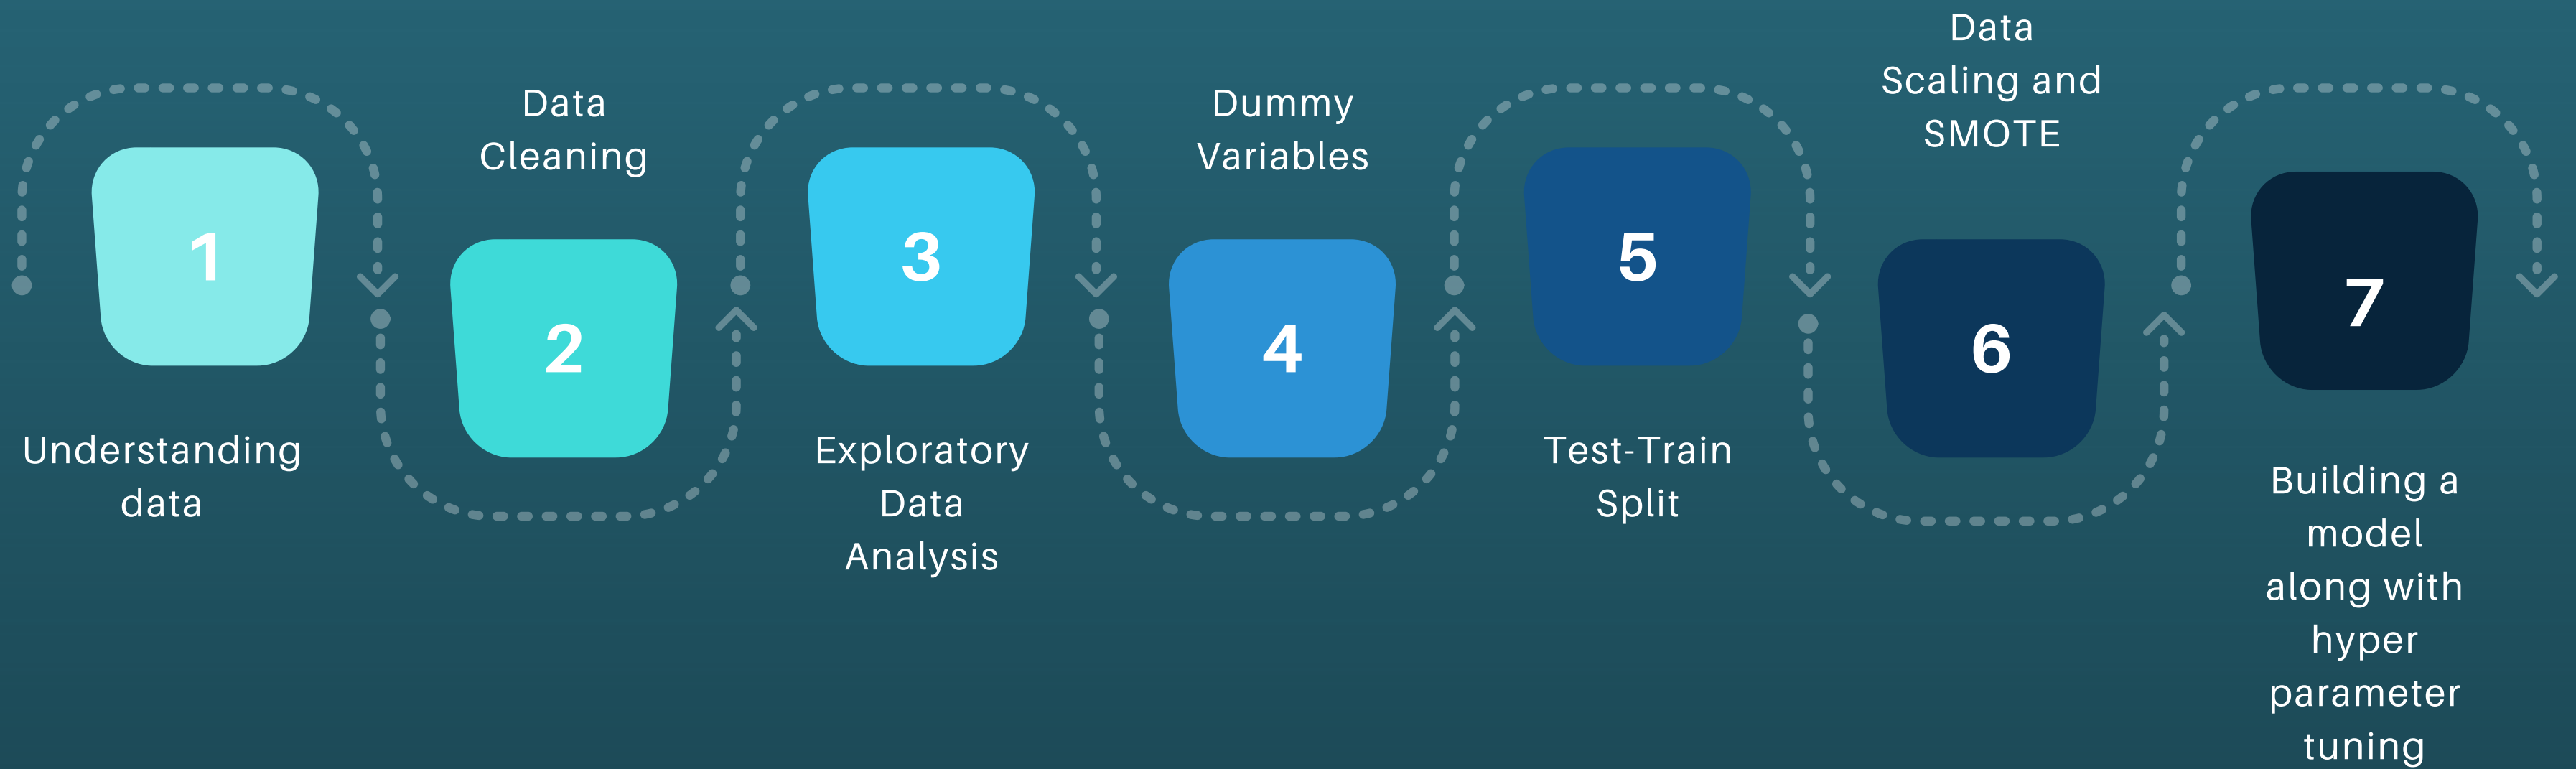 1
Understanding
data
Data
Cleaning
2
3
Exploratory
Data
Analysis
Dummy
Variables
4
5
Test-Train
Split
Data
Scaling and
SMOTE
6
7
Building a
model
along with
hyper
parameter
tuning